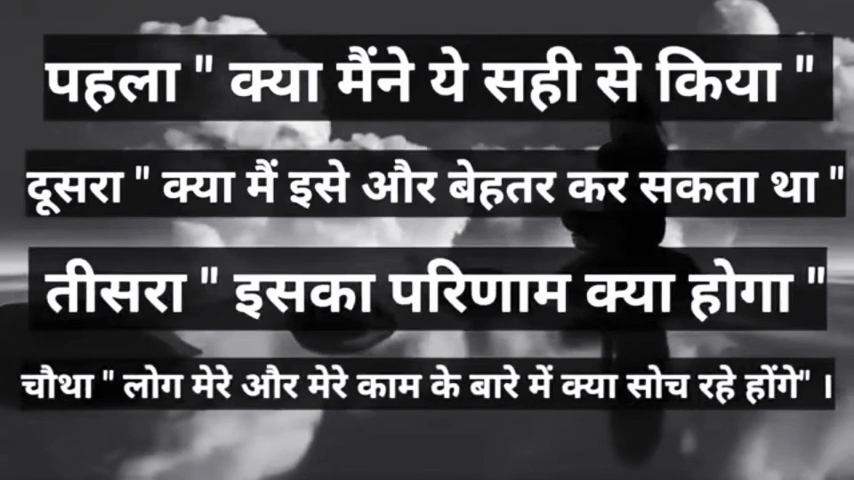 पहला " क्या मैंने ये सही से किया "
दूसरा " क्या मैं इसे और बेहतर कर सकता था "
तीसरा " इसका परिणाम क्या होगा "
चौथा " लोग मेरे और मेरे काम के बारे में क्या सोच रहे होंगे" ।